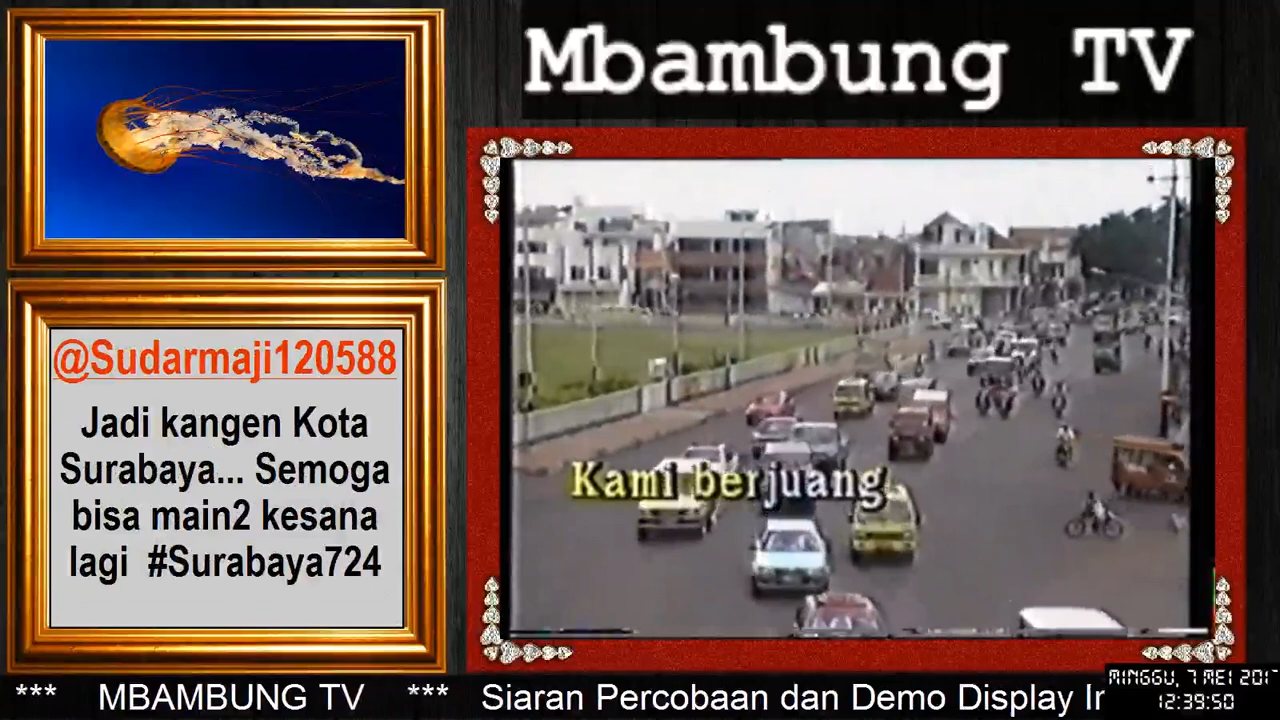 Mbambung TV
@Sudarmaji120588
Jadi kangen Kota
Surabaya... Semoga
bisa main2 kesana
lagi #Surabaya724
Kami berjuang
*** MBAMBUNG TV *** Siaran Percobaan dan Demo Display
MINGGU, 7 MEI 201
12:39:50